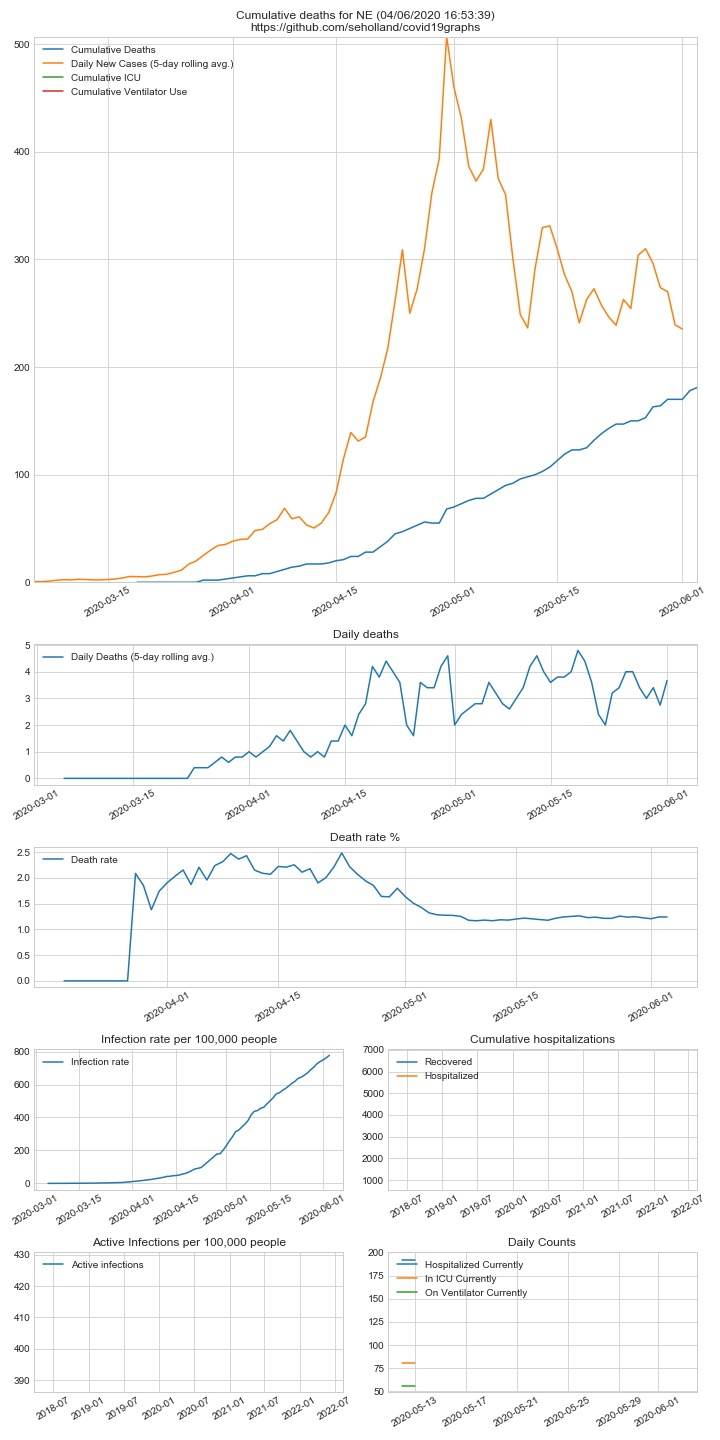 Cumulative deaths for NE (04/06/2020 16:53:39)
https://github.com/seholland/covid19graphs
Cumulative Deaths
Daily New Cases (5-day rolling avg.)
Cumulative ICU
Cumulative Ventilator Use
500
400
300
200
100
0
2020-03-15 2020-04-01 2020-04-15 2020-05-01 2020-05-15 2020-06-01
Daily deaths
Daily Deaths (5-day rolling avg.)
5
4
3
2
1
0
2020-03-01 2020-03-15 2020-04-01 2020-04-15 2020-05-01 2020-05-15 2020-06-01
Death rate %
Death rate
2.5
2.0
1.5
1.0
0.5
0.0
2020-04-01 2020-04-15 2020-05-01 2020-05-15 2020-06-01
Infection rate per 100,000 people
Infection rate
800
600
400
200
0
2020-03-01 2020-03-15 2020-04-01 2020-04-15 2020-05-01 2020-05-15 2020-06-01
Cumulative hospitalizations
Recovered
Hospitalized
7000
6000
5000
4000
3000
2000
1000
2018-07 2019-01 2019-07 2020-01 2020-07 2021-01 2021-07 2022-01 2022-07
Active Infections per 100,000 people
Active infections
430
420
410
400
390
2018-07 2019-01 2019-07 2020-01 2020-07 2021-01 2021-07 2022-01 2022-07
Daily Counts
Hospitalized Currently
In ICU Currently
On Ventilator Currently
200
175
150
125
100
75
50
2020-05-13 2020-05-17 2020-05-21 2020-05-25 2020-05-29 2020-06-01